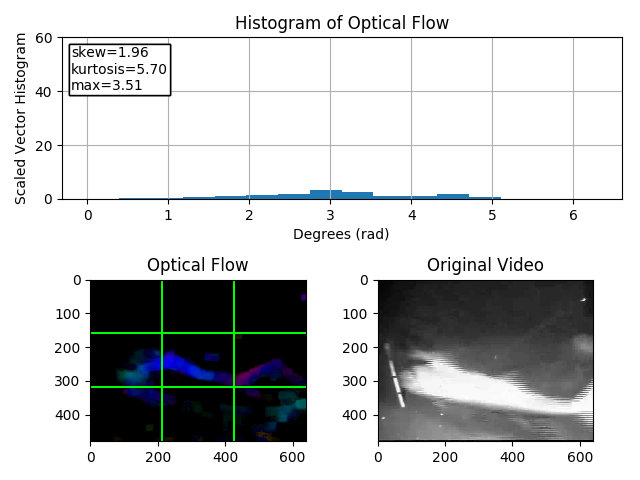 Histogram of Optical Flow
Scaled Vector Histogram
60
40
20
0
skew=1.96
kurtosis=5.70
max=3.51
0 1 2 3 4 5 6
Degrees (rad)
Optical Flow
0
100
200
300
400
0 200 400 600
Original Video
0
100
200
300
400
0 200 400 600